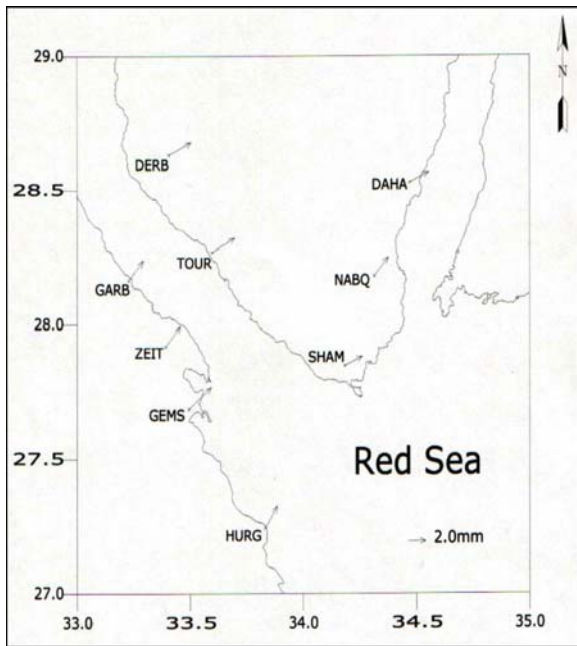 N
29.0
DERB
28.5
DAHA
TOUR
NABQ
GARB
28.0
ZEIT
SHAM
GEMS
27.5
Red Sea
HURG
2.0mm
27.0
33.0
33.5
34.0
34.5
35.0